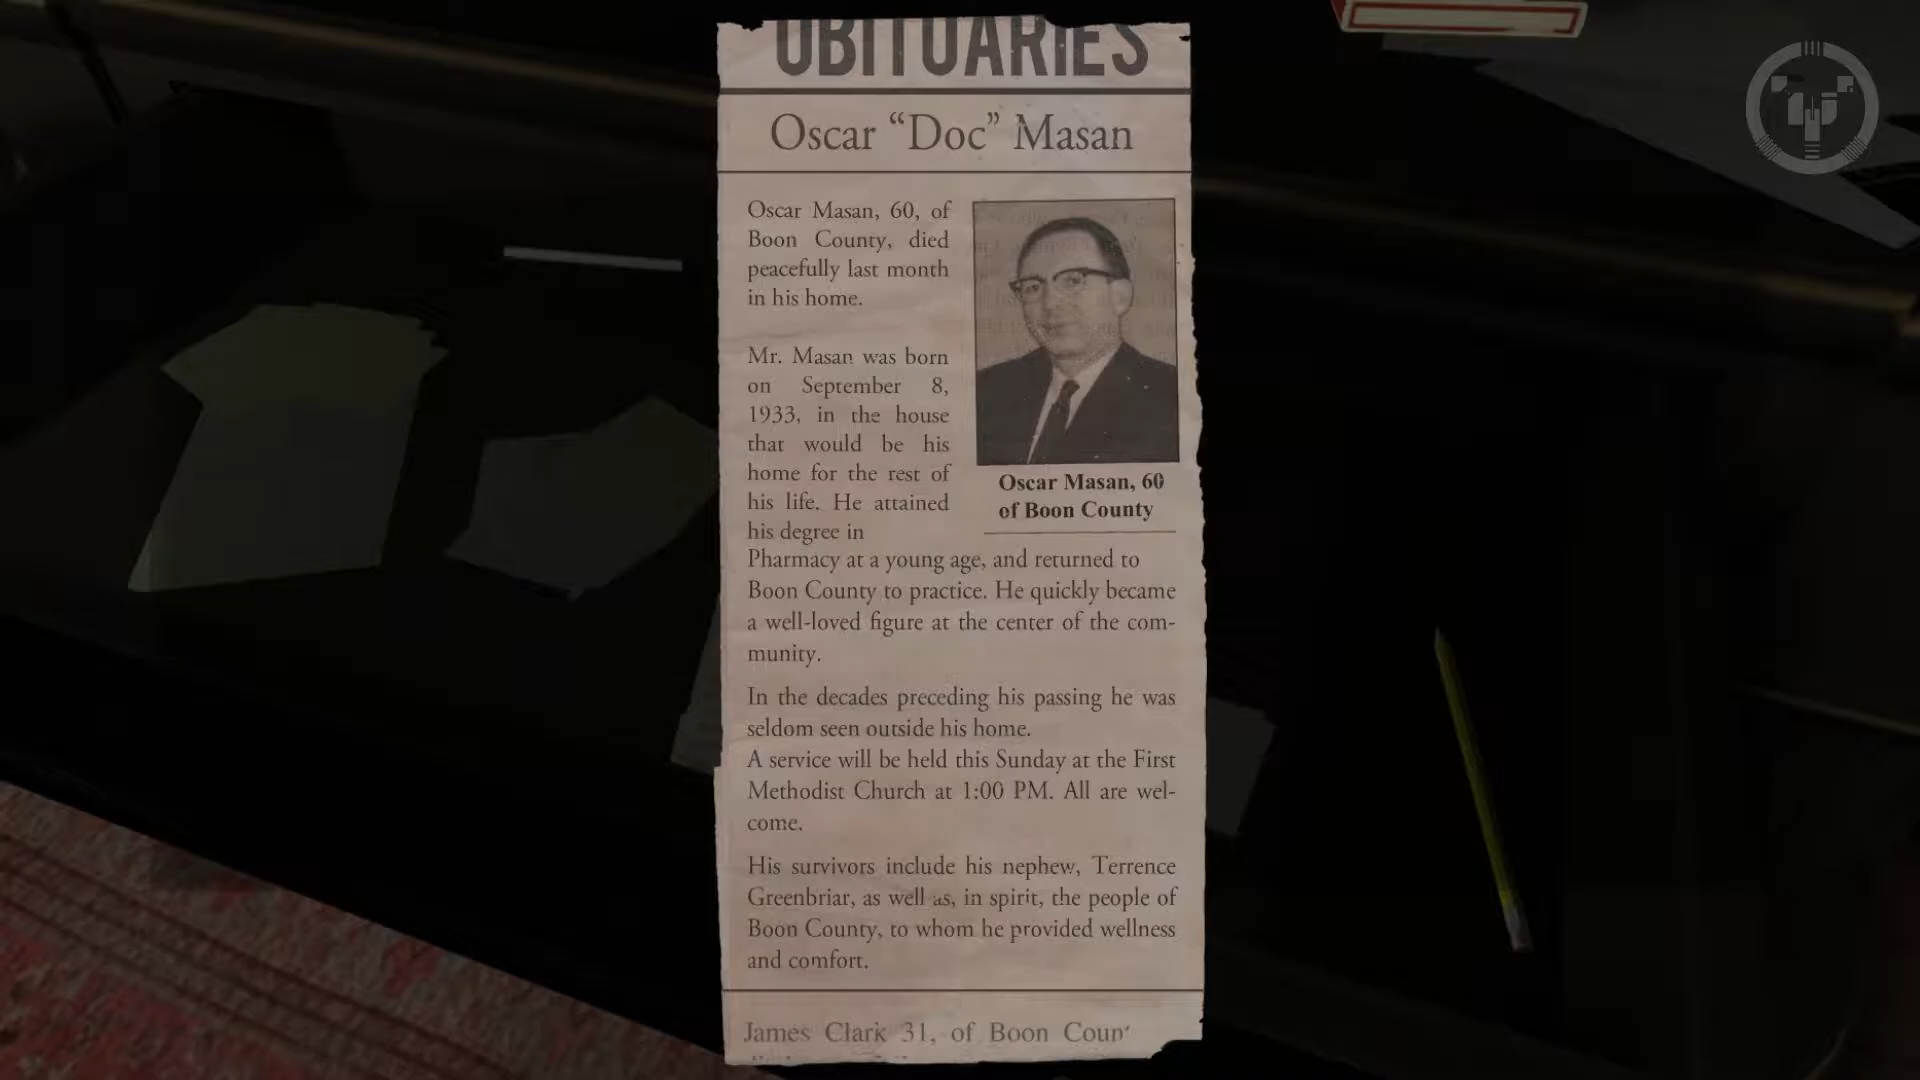 OBITUARIES
Oscar “Doc” Masan
Oscar Masan, 60, of
Boon County, died
peacefully last month
in his home.
Mr. Masan was born
on September 8,
1933, in the house
that would be his
home for the rest of
his life. He attained
his degree in
Oscar Masan, 60
of Boon County
Pharmacy at a young age, and returned to
Boon County to practice. He quickly became
a well-loved figure at the center of the com-
munity.
In the decades preceding his passing he was
seldom seen outside his home.
A service will be held this Sunday at the First
Methodist Church at 1:00 PM. All are wel-
come.
His survivors include his nephew, Terrence
Greenbriar, as well as, in spirit, the people of
Boon County, to whom he provided wellness
and comfort.
James Clark 31, of Boon Coun